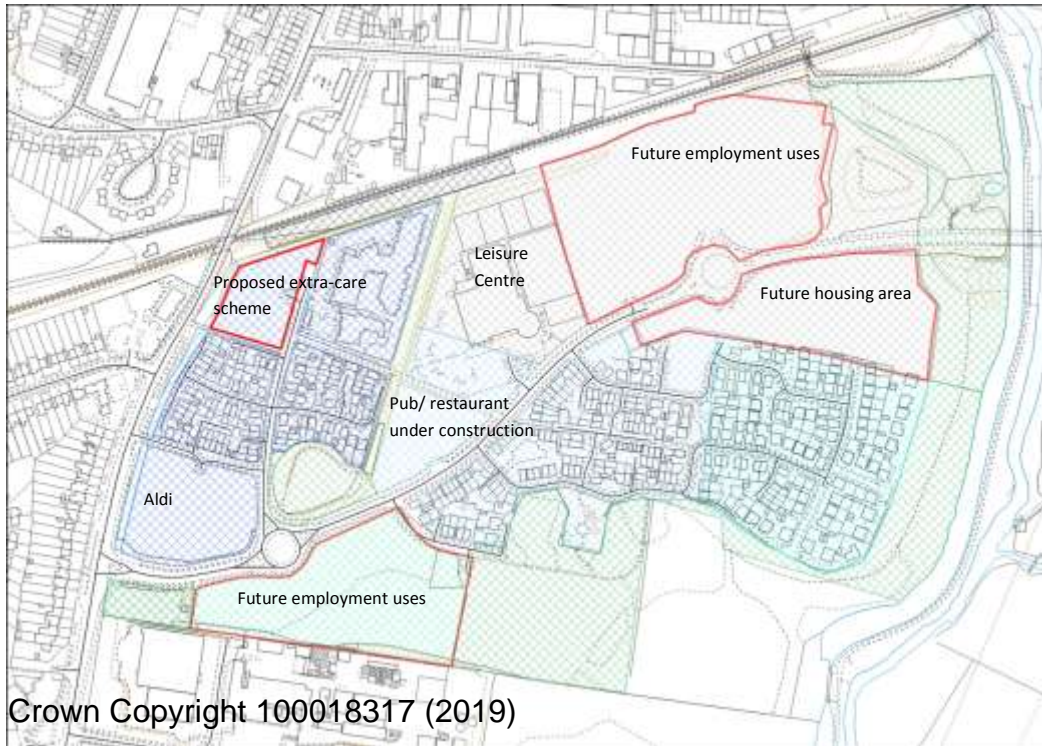 Future employment uses
Leisure
Centre
Proposed extra-care
scheme
Future housing area
Pub/ restaurant
under construction
Aldi
Future employment uses
Crown Copyright 100018317 (2019)